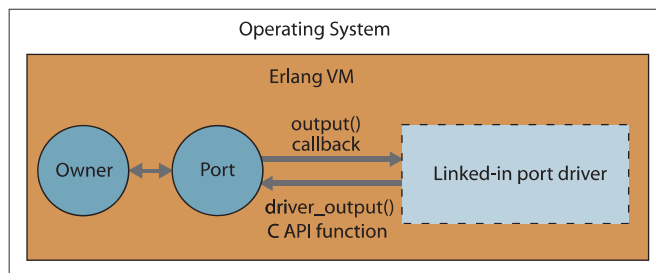 Operating System
Erlang VM
output()
callback
Owner
Port
Linked-in port driver
driver_output()
C API function